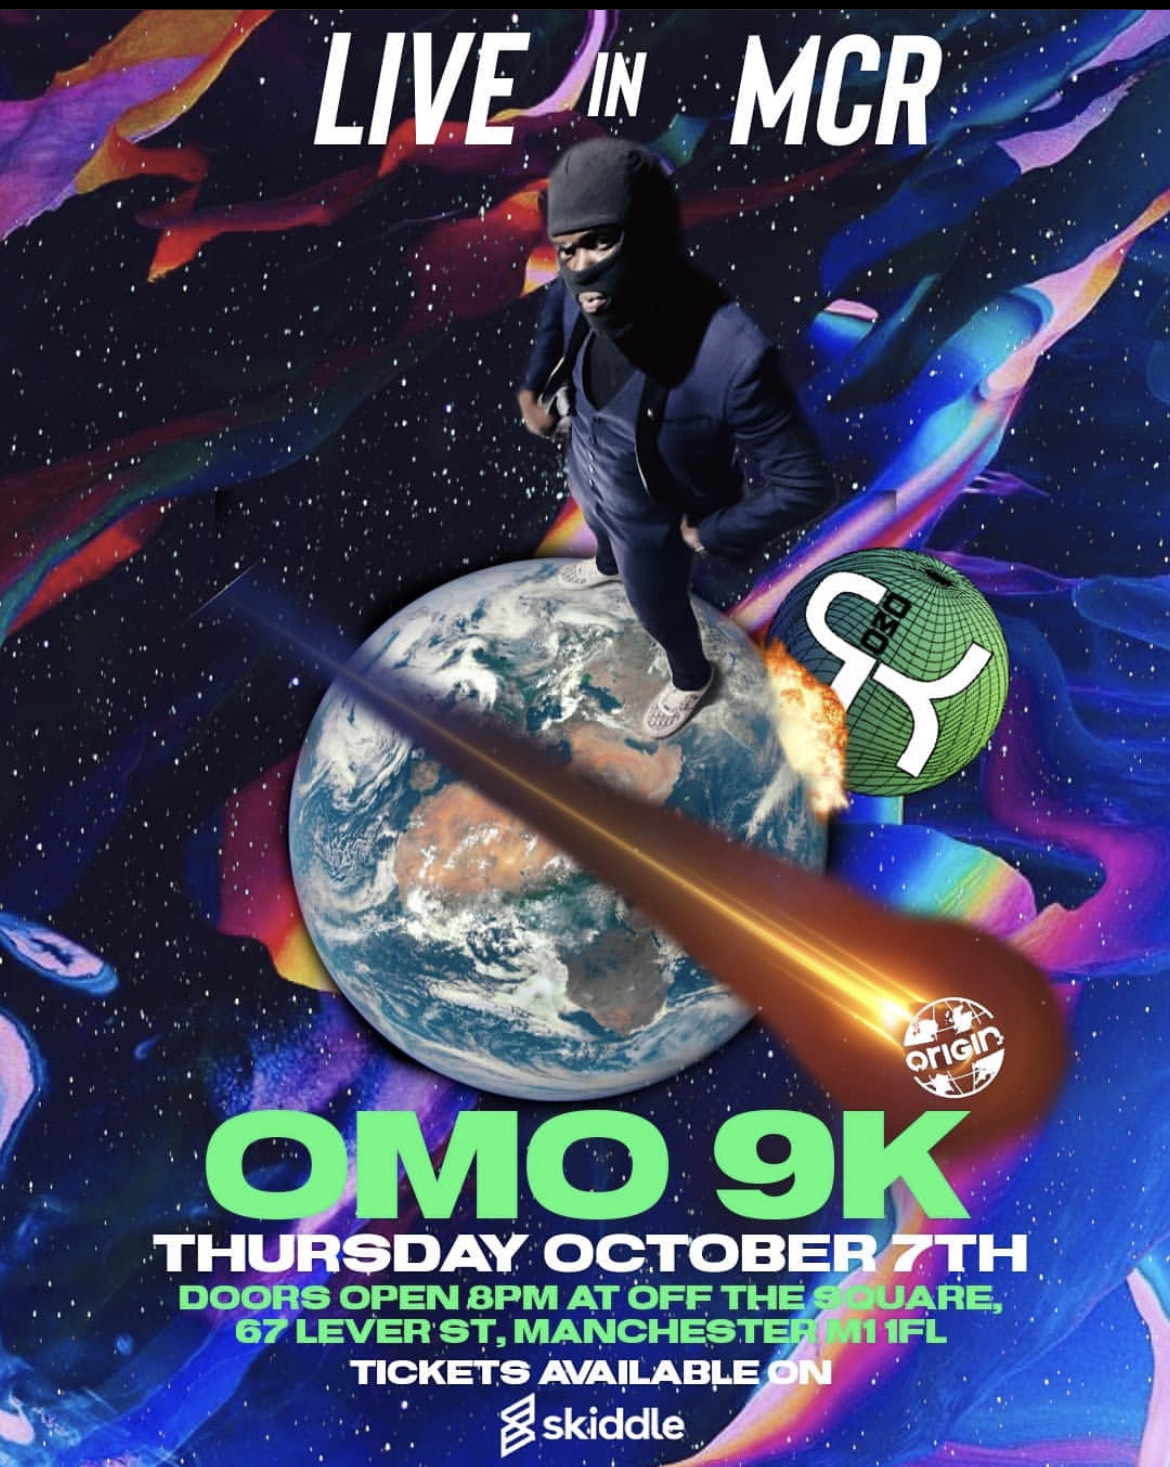 LIVE IN MCR
OMO
9K
ORIGIN
OMO 9K
THURSDAY OCTOBER 7TH
DOORS OPEN 8PM AT OFF THE SQUARE,
67 LEVER ST, MANCHESTER M1 1FL
TICKETS AVAILABLE ON
skiddle